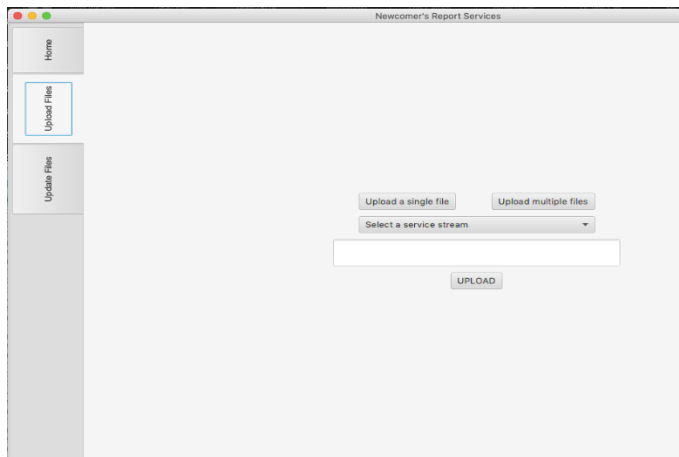 Newcomer's Report Services
Home
Upload Files
Update Files
Upload a single file
Upload multiple files
Select a service stream
UPLOAD